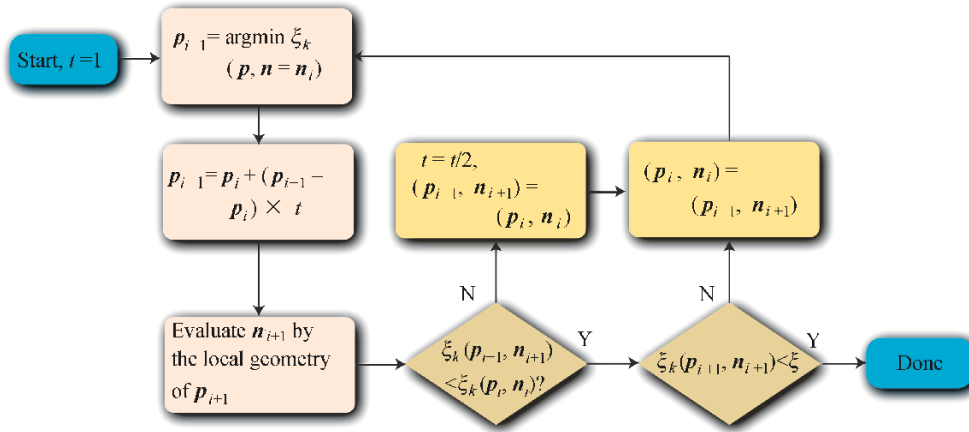 Start, t=1
p_{i−1}= argmin ξ_k
(p, n = n_i)
p_{i−1}= p_i + (p_{i−1} −
p_i) × t
Evaluate n_{i+1} by
the local geometry
of p_{i+1}
t = t/2,
(p_{i−1}, n_{i+1}) =
(p_i, n_i)
(p_i, n_i) =
(p_{i−1}, n_{i+1})
N
N
ξ_k(p_{i−1}, n_{i+1})
<ξ_k(p_i, n_i)?
Y
ξ_k(p_{i+1}, n_{i+1})<ξ
Y
Done